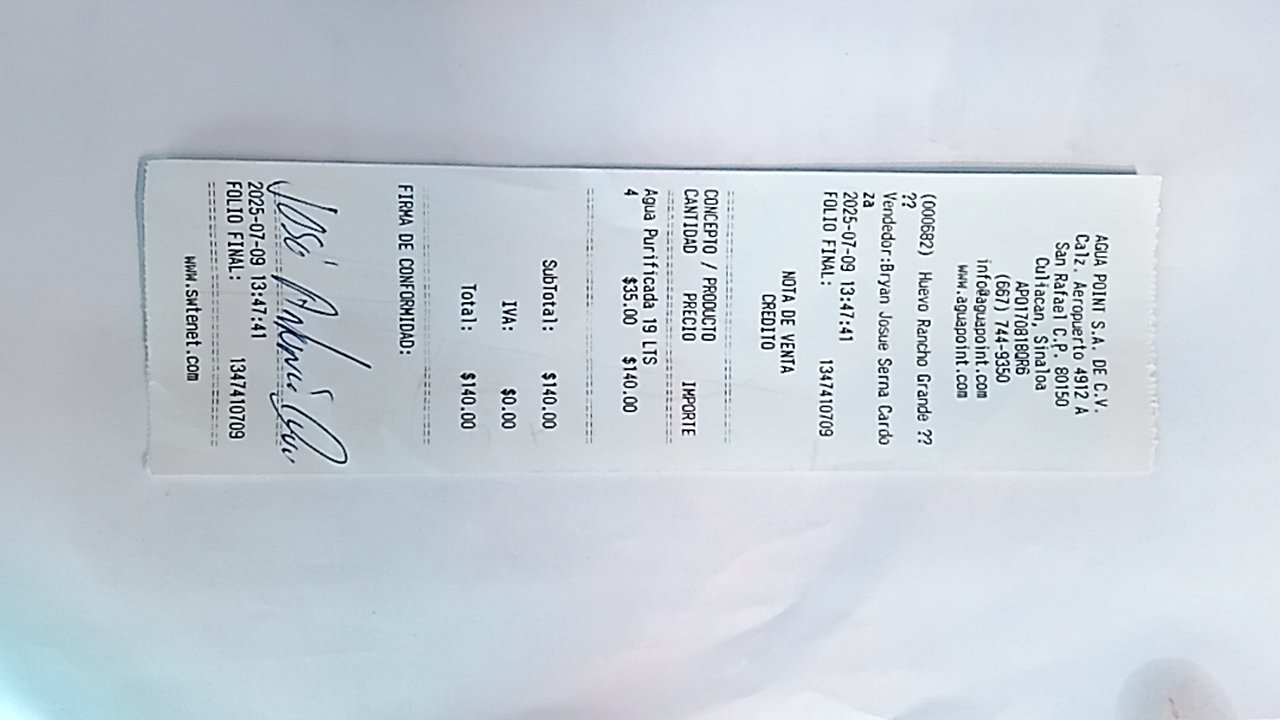 AGUA POINT S.A. DE C.V.
Calz. Aeropuerto 4912 A
San Rafael C.P. 80150
Culiacan, Sinaloa
APO170818QR6
(667) 744-9350
info@aguapoint.com
www.aguapoint.com
(000682) Huevo Rancho Grande ??
??
Vendedor:Bryan Josue Serna Cardo
za
2025-07-09 13:47:41
FOLIO FINAL: 1347410709
NOTA DE VENTA
CREDITO
CONCEPTO / PRODUCTO
CANTIDAD PRECIO IMPORTE
Agua Purificada 19 LTS
4 $35.00 $140.00
SubTotal: $140.00
IVA: $0.00
Total: $140.00
FIRMA DE CONFORMIDAD:
José
2025-07-09 13:47:41
FOLIO FINAL: 1347410709
www.swtenet.com